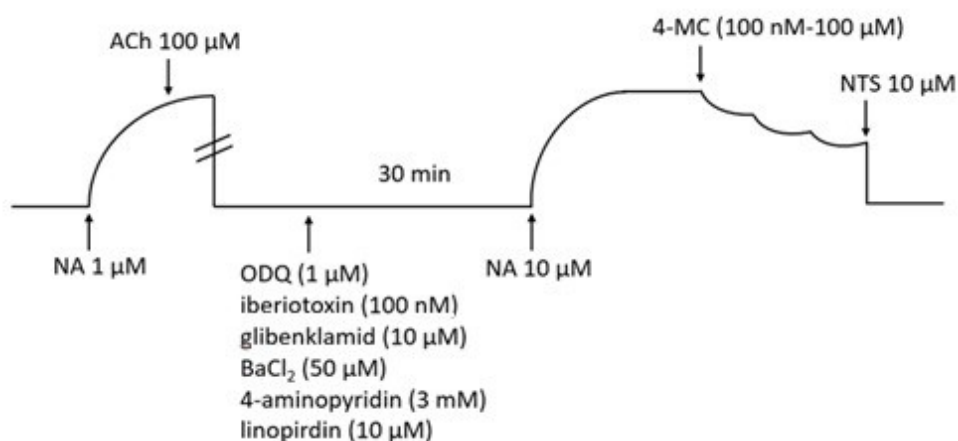 ACh 100 μM
4-MC (100 nM-100 μM)
NTS 10 μM
30 min
NA 1 μM
ODQ (1 μM)
iberiotoxin (100 nM)
glibenklamid (10 μM)
BaCl₂ (50 μM)
4-aminopyridin (3 mM)
linopirdin (10 μM)
NA 10 μM